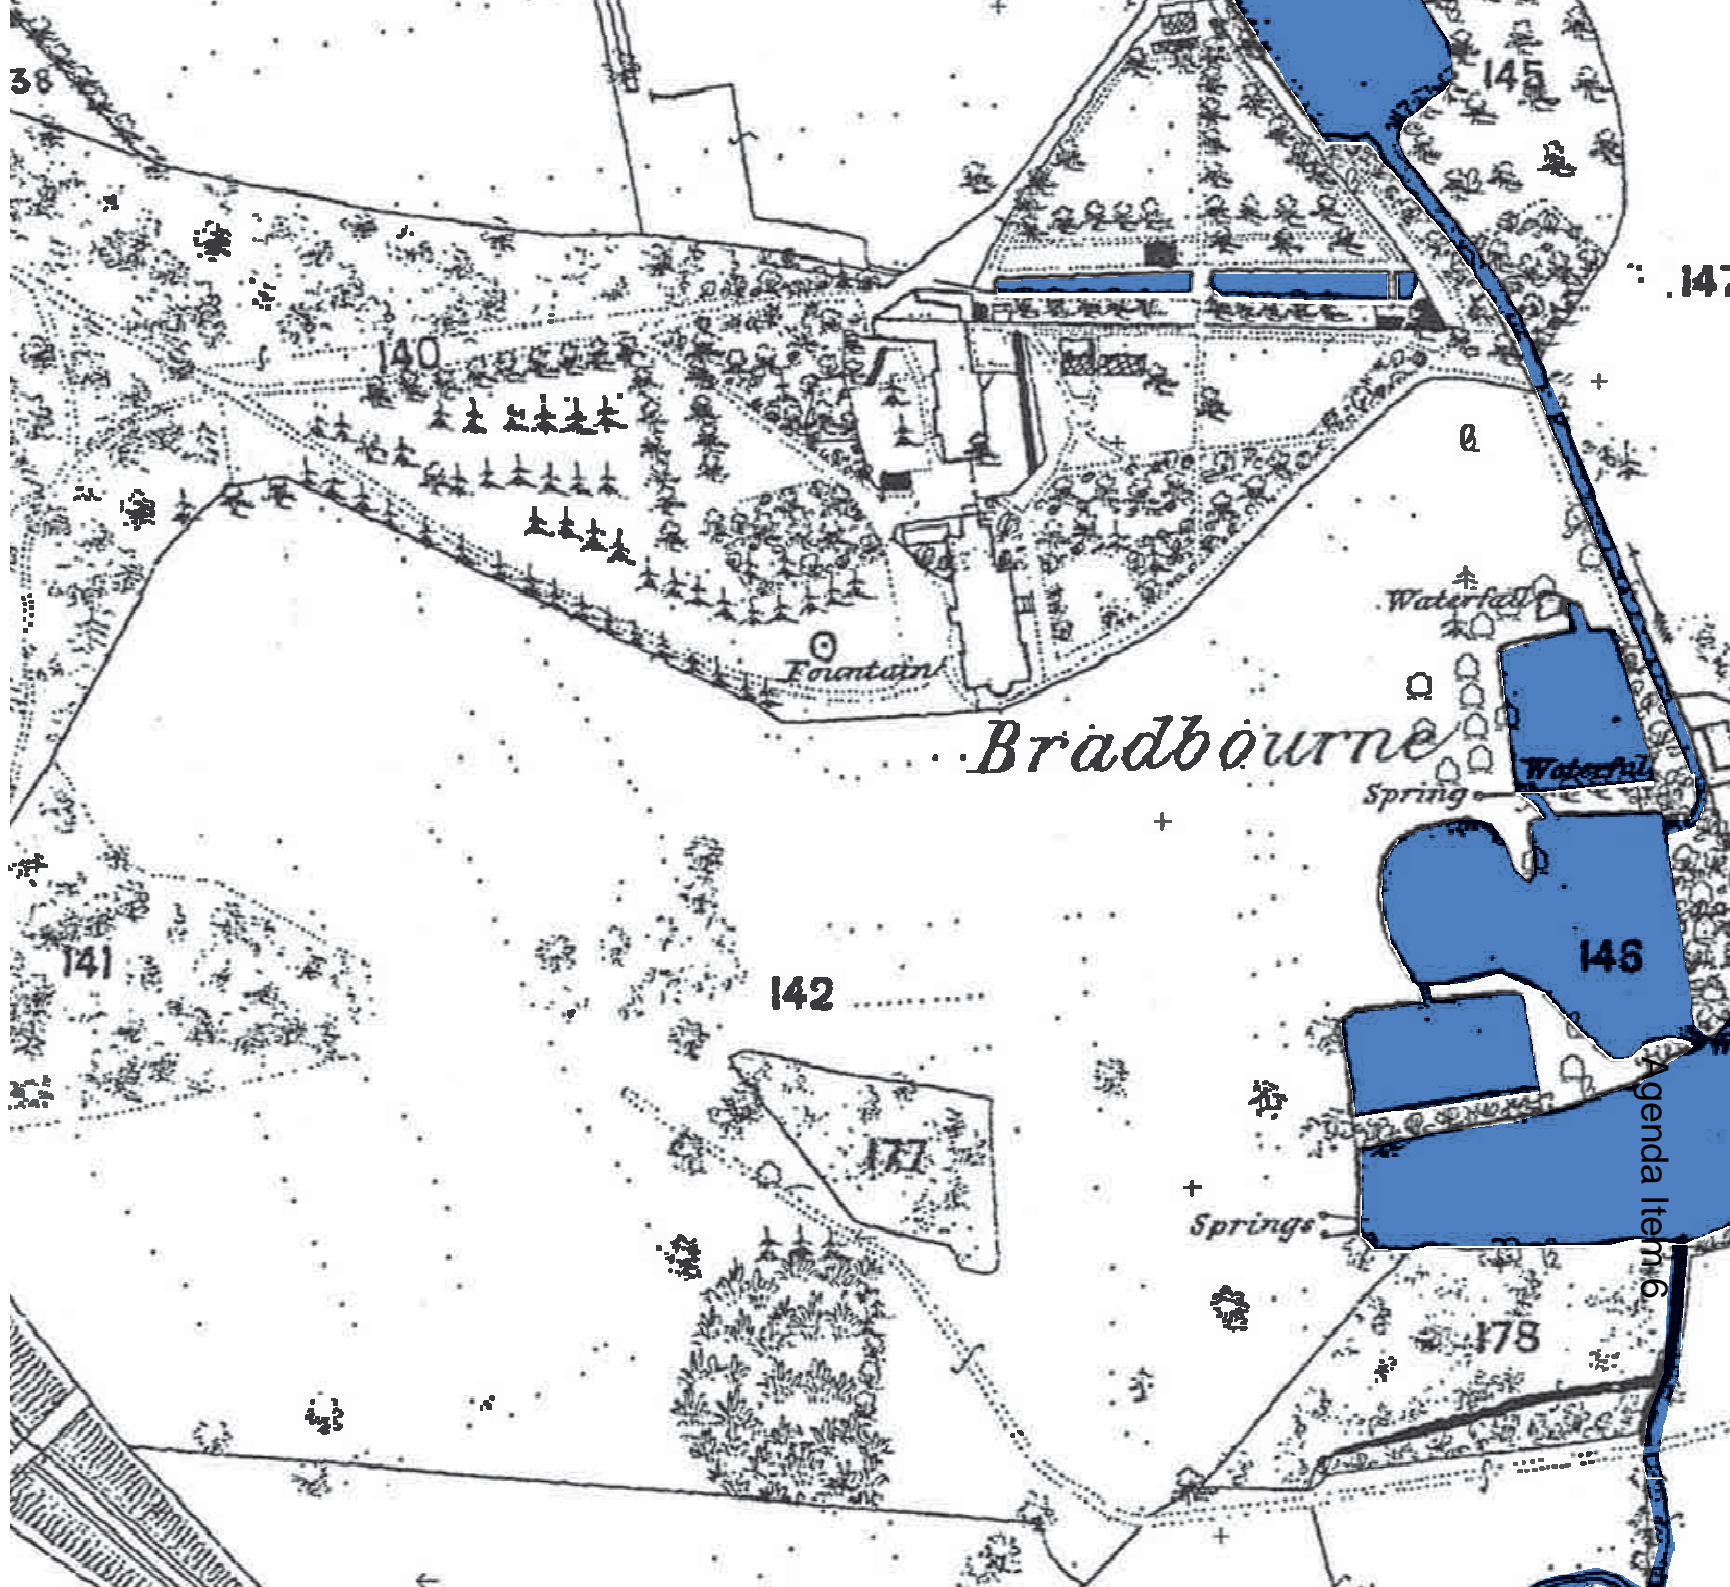 38
145
147
140
Waterfall
Fountain
Bradbourne
Waterfall
Spring
146
141
142
177
Springs
Agenda Item 6
178